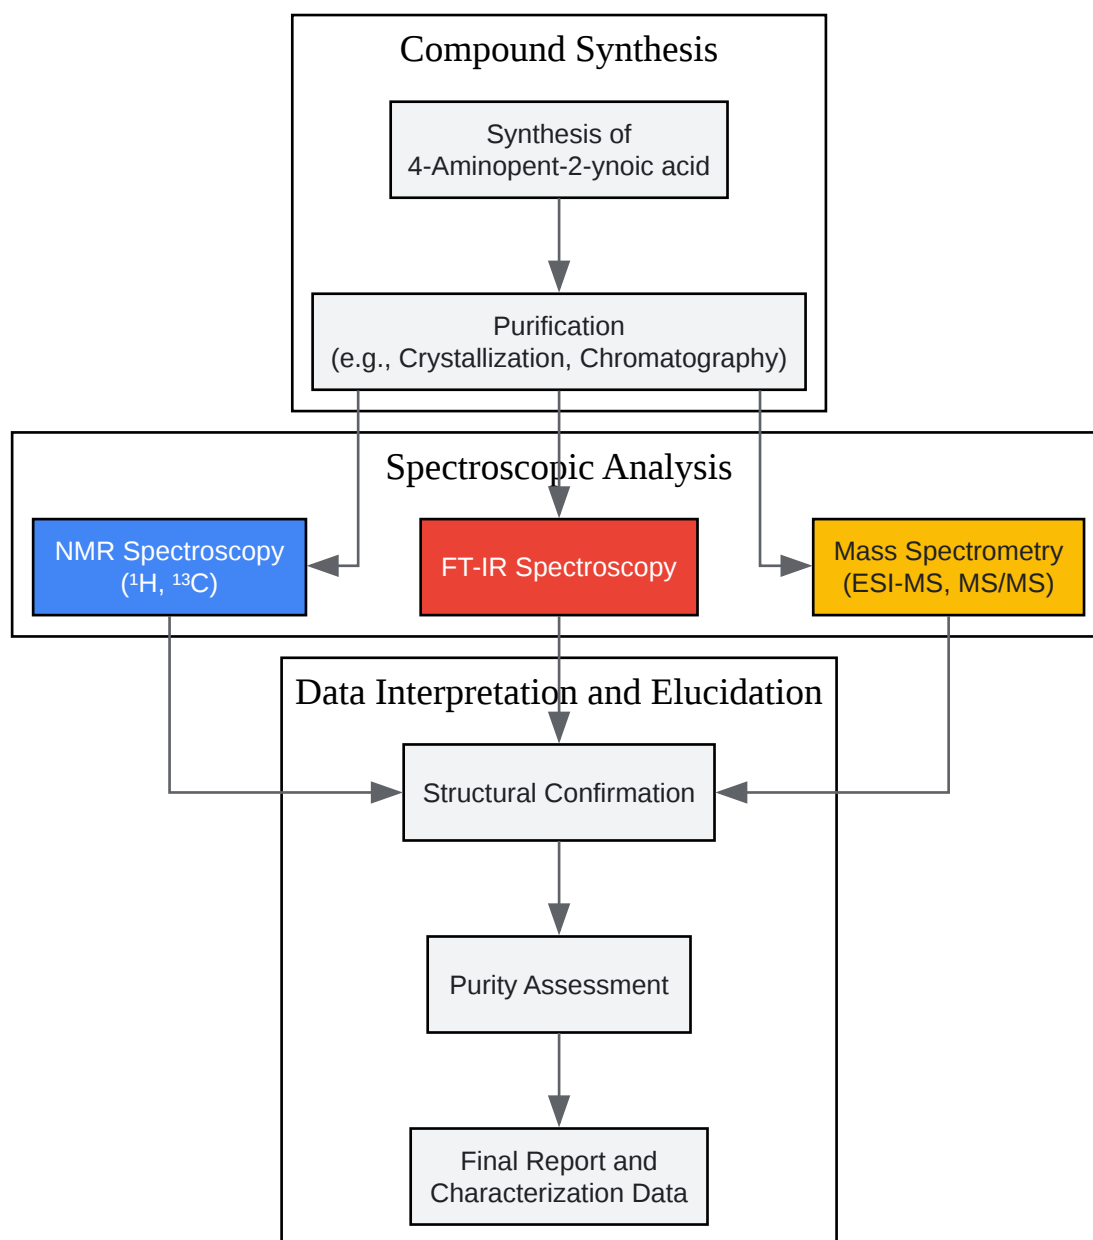 Compound Synthesis
Synthesis of
4-Aminopent-2-ynoic acid
Purification
(e.g., Crystallization, Chromatography)
Spectroscopic Analysis
NMR Spectroscopy
(¹H, ¹³C)
FT-IR Spectroscopy
Mass Spectrometry
(ESI-MS, MS/MS)
Data Interpretation and Elucidation
Structural Confirmation
Purity Assessment
Final Report and
Characterization Data